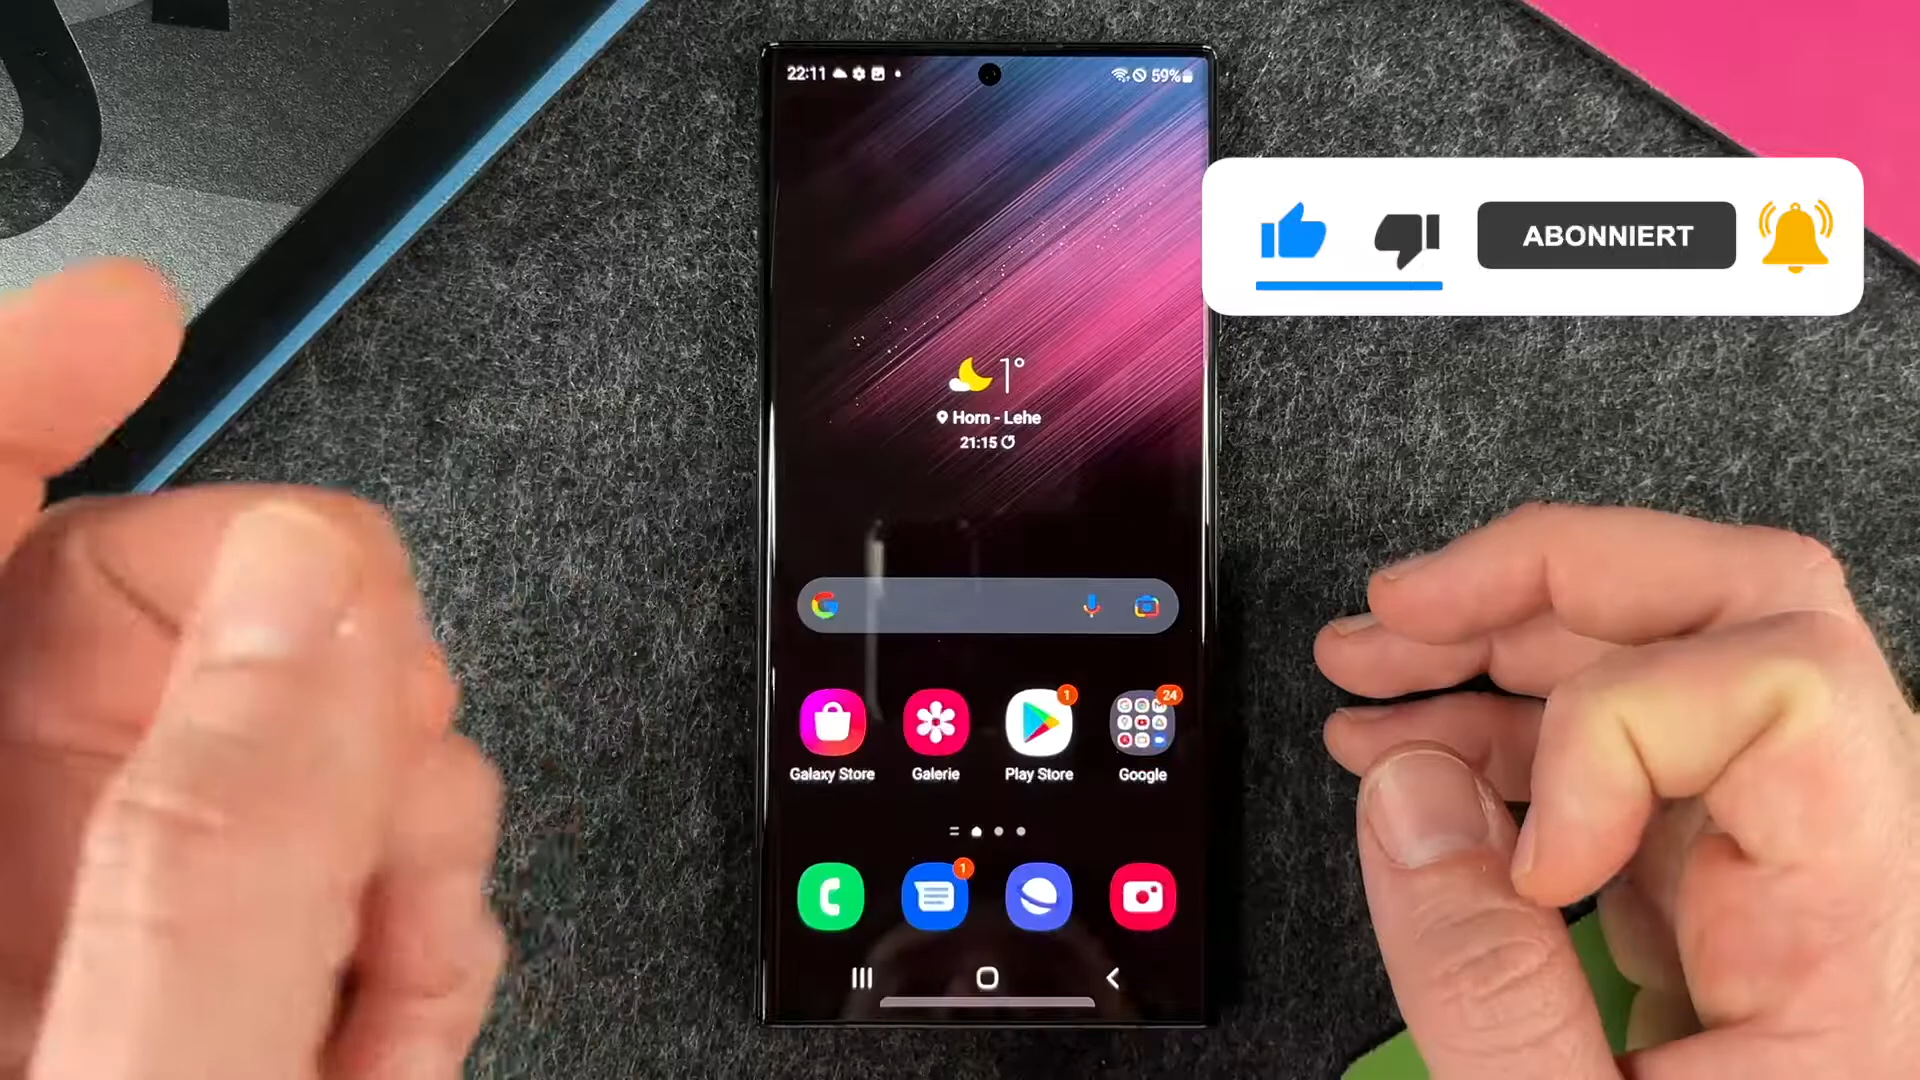 22:11
59%
ABONNIERT
1°
Horn - Lehe
21:15
1
24
Galaxy Store
Galerie
Play Store
Google
1